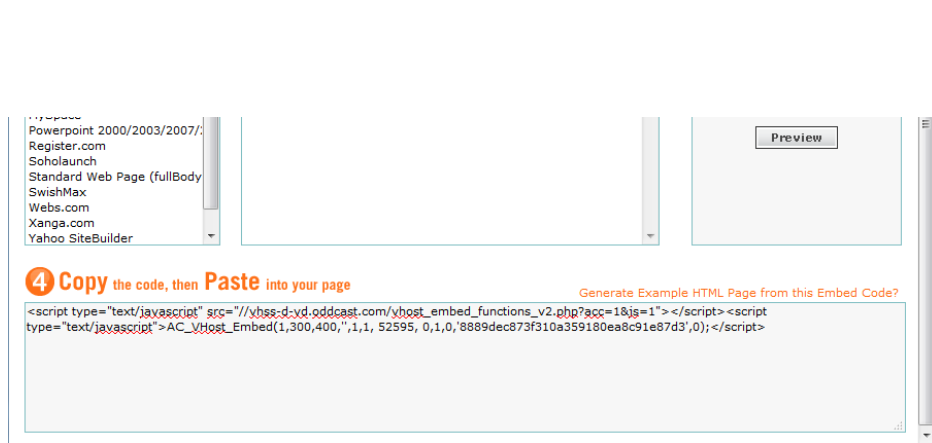 MySpace
Powerpoint 2000/2003/2007/
Register.com
Soholaunch
Standard Web Page (fullBody
SwishMax
Webs.com
Xanga.com
Yahoo SiteBuilder
Preview
4 Copy the code, then Paste into your page
Generate Example HTML Page from this Embed Code?
<script type="text/javascript" src="//vhss-d-vd.oddcast.com/vhost_embed_functions_v2.php?acc=1&js=1"></script><script
type="text/javascript">AC_VHost_Embed(1,300,400,'',1,1, 52595, 0,1,0,'8889dec873f310a359180ea8c91e87d3',0);</script>